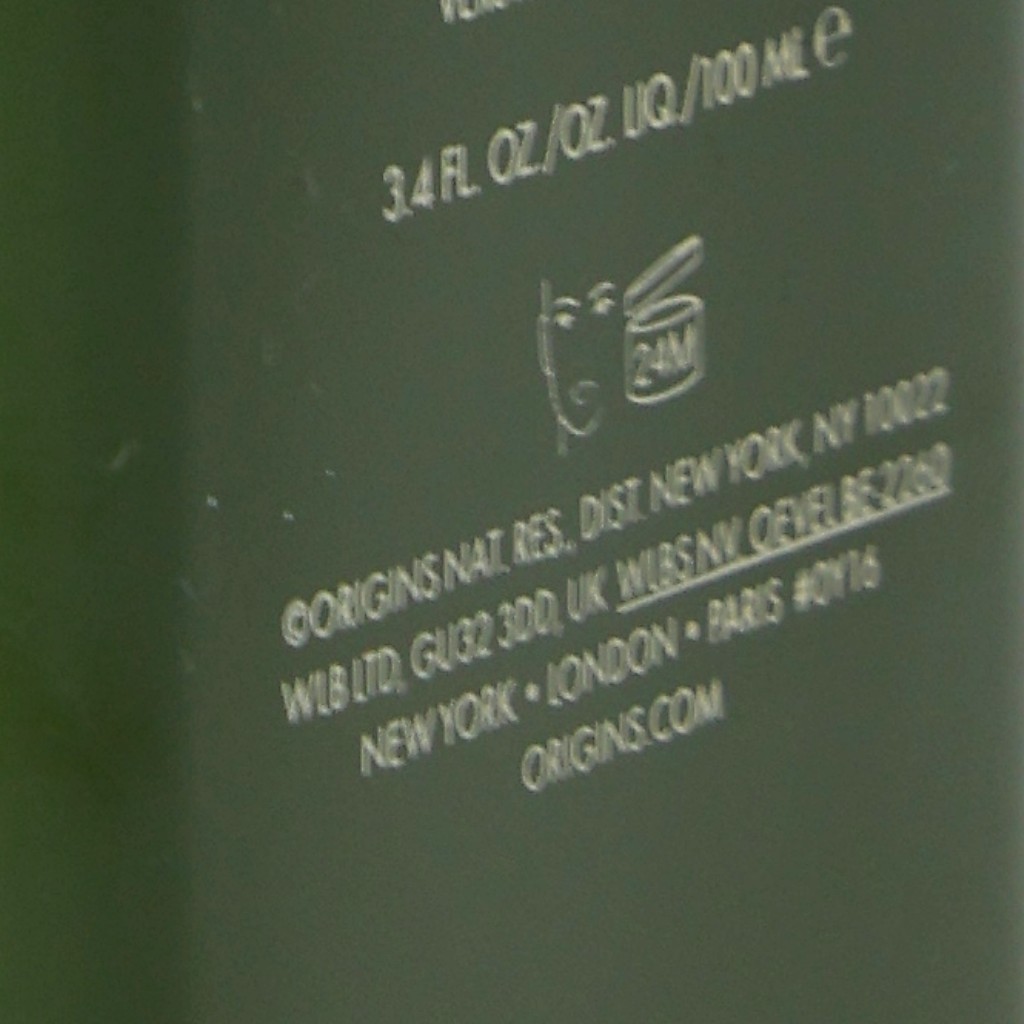 3.4 FL. OZ./OZ. LIQ./100 ML ℮
24M
©ORIGINS NAT. RES., DIST. NEW YORK, NY 10022
WLB LTD, GU32 3DD, UK WLBS NV OEVEL BE-2260
NEW YORK • LONDON • PARIS #0Y16
ORIGINS.COM